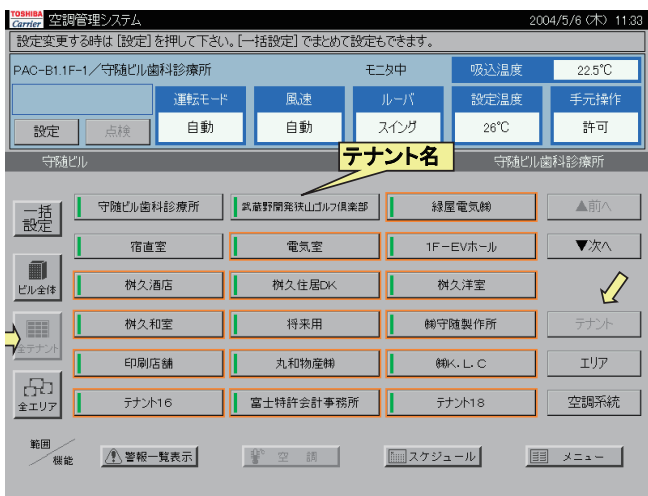 TOSHIBA
Carrier 空調管理システム 2004/5/6 (木) 11:33
設定変更する時は [設定] を押して下さい。[一括設定] でまとめて設定もできます。
PAC-B1.1F-1／守随ビル歯科診療所 モニタ中 吸込温度 22.5℃
運転モード 風速 ルーバ 設定温度 手元操作
設定 点検 自動 自動 スイング 26℃許可
守随ビル テナント名 守随ビル歯科診療所
一括設定 守随ビル歯科診療所 武蔵野開発狭山ゴルフ倶楽部 緑屋電気㈱ ▲前へ
宿直室 電気室 1F－EVホール ▼次へ
ビル全体 桝久酒店 桝久住居DK 桝久洋室
全テナント 桝久和室 将来用 ㈱守随製作所 テナント
印刷店舗 丸和物産㈱ ㈱K．L．C エリア
全エリア テナント16 富士特許会計事務所 テナント18 空調系統
範囲／機能 警報一覧表示 空 調 スケジュール メニュー